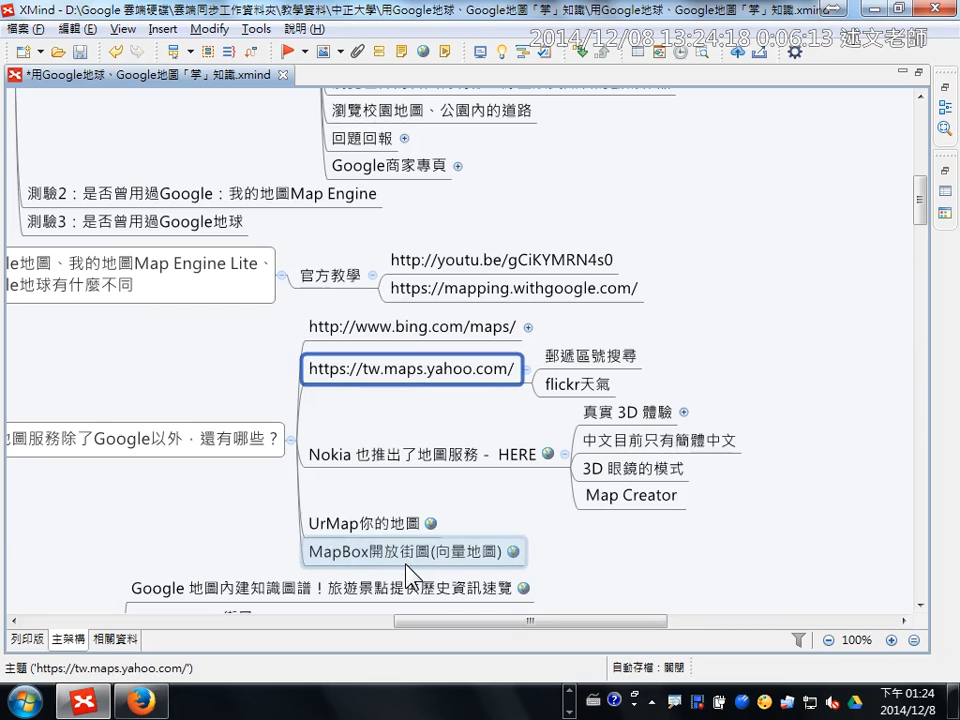 XMind - D:\Google 雲端硬碟\雲端同步工作資料夾\教學資料\中正大學\用Google地球、Google地圖「掌」知識\用Google地球、Google地圖「掌」知識.xmind
檔案(F) 編輯(E) View Insert Modify Tools 說明(H)
2014/12/08 13:24:18 0:06:13 述文老師
*用Google地球、Google地圖「掌」知識.xmind
瀏覽校園地圖、公園內的道路
回題回報
Google商家專頁
測驗2：是否曾用過Google：我的地圖Map Engine
測驗3：是否曾用過Google地球
le地圖、我的地圖Map Engine Lite、
le地球有什麼不同
官方教學
http://youtu.be/gCiKYMRN4s0
https://mapping.withgoogle.com/
http://www.bing.com/maps/
https://tw.maps.yahoo.com/
郵遞區號搜尋
flickr天氣
地圖服務除了Google以外，還有哪些？
真實 3D 體驗
中文目前只有簡體中文
Nokia 也推出了地圖服務 - HERE
3D 眼鏡的模式
Map Creator
UrMap你的地圖
MapBox開放街圖(向量地圖)
Google 地圖內建知識圖譜！旅遊景點提供歷史資訊速覽
列印版 主架構 相關資料
100%
主題 ('https://tw.maps.yahoo.com/')
自動存檔：關閉
下午 01:24
2014/12/8